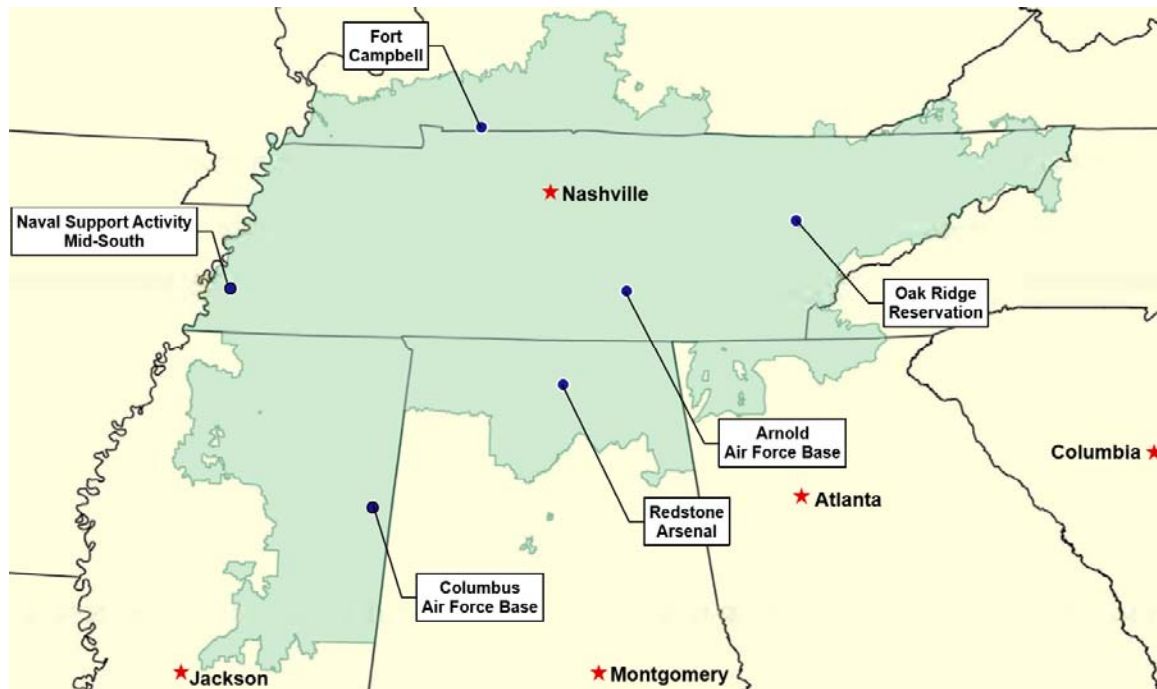 Fort
Campbell
Nashville
Naval Support Activity
Mid-South
Oak Ridge
Reservation
Arnold
Air Force Base
Columbia
Atlanta
Redstone
Arsenal
Columbus
Air Force Base
Jackson
Montgomery